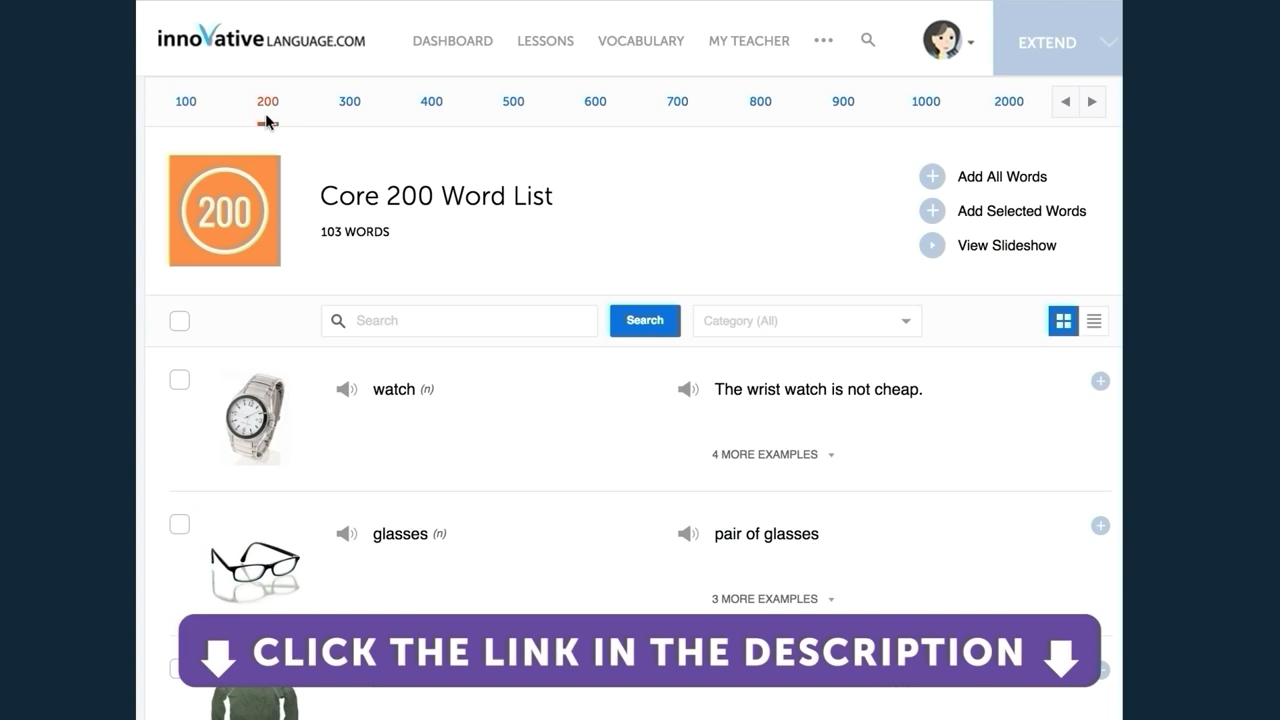 innoVative LANGUAGE.COM DASHBOARD LESSONS VOCABULARY MY TEACHER ••• EXTEND
100 200 300 400 500 600 700 800 900 1000 2000
200
Core 200 Word List
103 WORDS
Add All Words
Add Selected Words
View Slideshow
Search Search Category (All)
watch (n) The wrist watch is not cheap.
4 MORE EXAMPLES
glasses (n) pair of glasses
3 MORE EXAMPLES
CLICK THE LINK IN THE DESCRIPTION